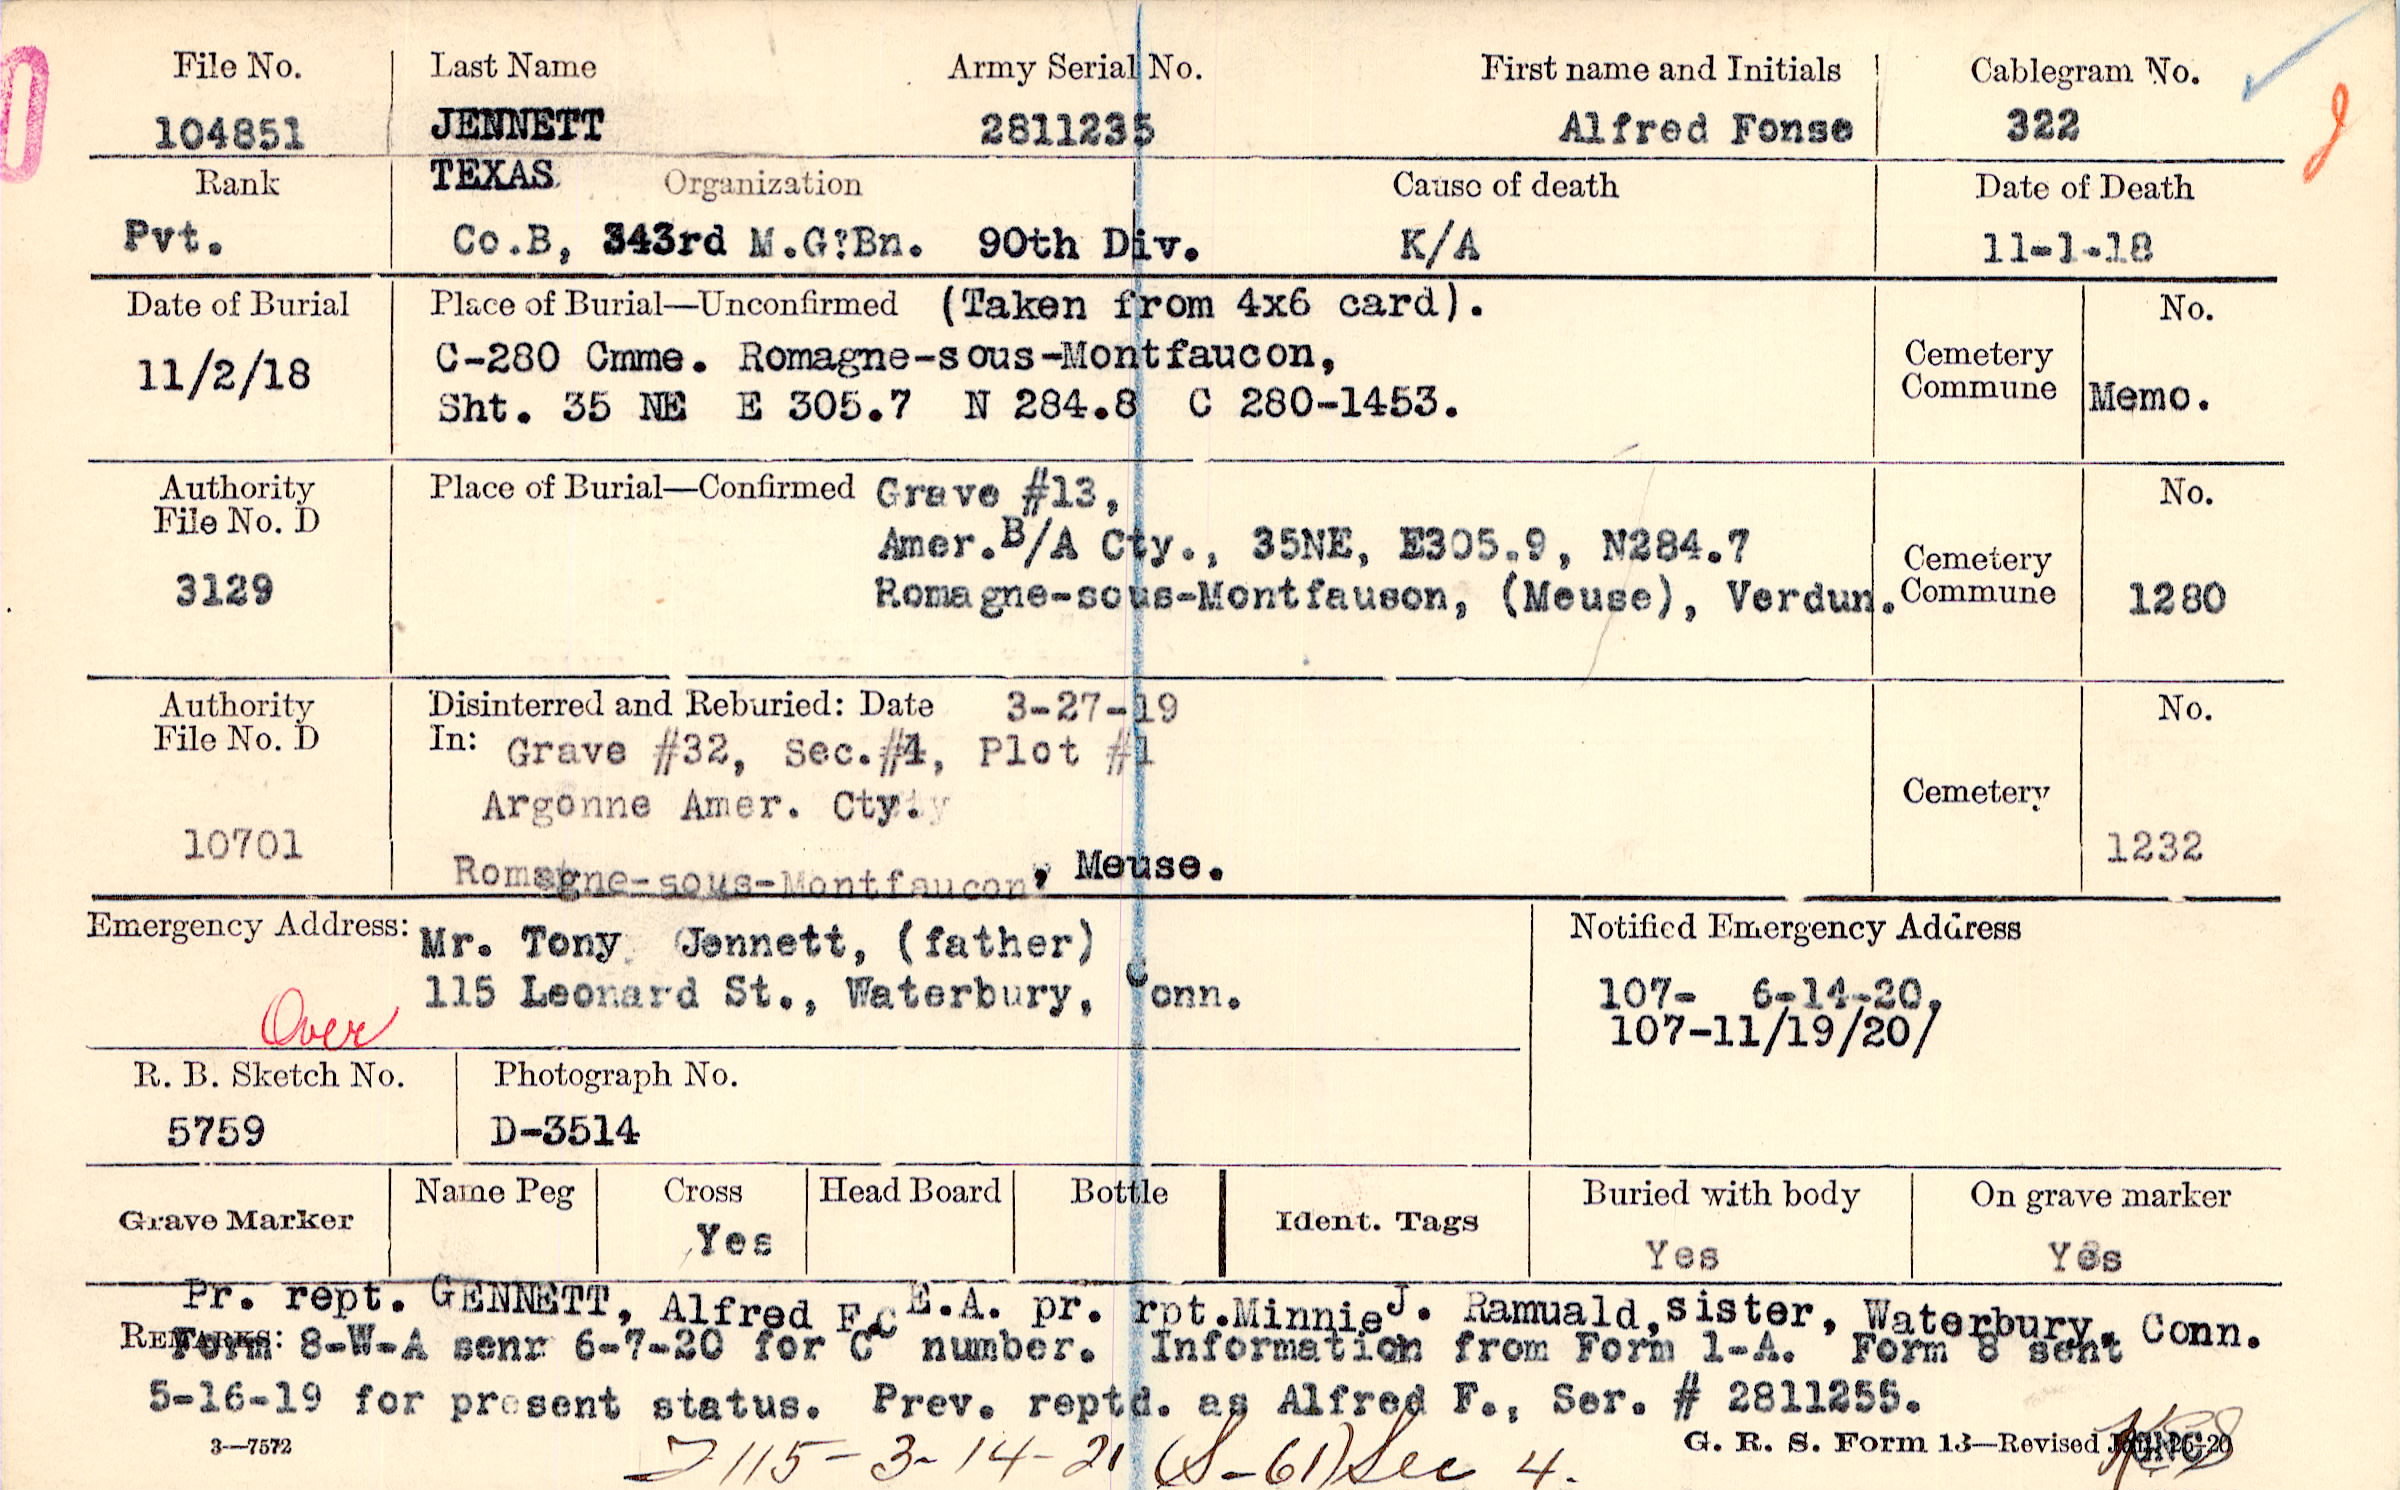 File No. Last Name Army Serial No. First name and Initials Cablegram No.
104851 JENNETT 2811235 Alfred Fonse 322
J
Rank TEXAS Organization Cause of death Date of Death
Pvt. Co.B, 343rd M.G?Bn. 90th Div. K/A 11-1-18
Date of Burial Place of Burial—Unconfirmed (Taken from 4x6 card). No.
11/2/18 C-280 Cmme. Romagne-sous-Montfaucon, Cemetery Commune Memo.
Sht. 35 NE E 305.7 N 284.8 C 280-1453.
Authority File No. D Place of Burial—Confirmed Grave #13, No.
Amer.B/A Cty., 35NE, E305.9, N284.7
3129 Romagne-sous-Montfauson, (Meuse), Verdun. Cemetery Commune 1280
Authority File No. D Disinterred and Reburied: Date 3-27-19 No.
In: Grave #32, Sec.#4, Plot #1
Argonne Amer. Cty. Cemetery
10701 Romagne-sous-Montfaucon, Meuse. 1232
Emergency Address: Mr. Tony Jennett, (father) Notified Emergency Address
115 Leonard St., Waterbury, Conn. 107- 6-14-20,
Over 107-11/19/20/
R. B. Sketch No. Photograph No.
5759 D-3514
Grave Marker Name Peg Cross Head Board Bottle Ident. Tags Buried with body On grave marker
Yes Yes Yes
Pr. rept. GENNETT, Alfred F. E.A. pr. rpt. Minnie J. Ramuald, sister, Waterbury, Conn.
REMARKS: Form 8-W-A senr 6-7-20 for C number. Information from Form 1-A. Form 8 sent
5-16-19 for present status. Prev. reptd. as Alfred F., Ser. # 2811255.
3—7572 115-3-14-21 (S-61) Sec 4. G. R. S. Form 13—Revised